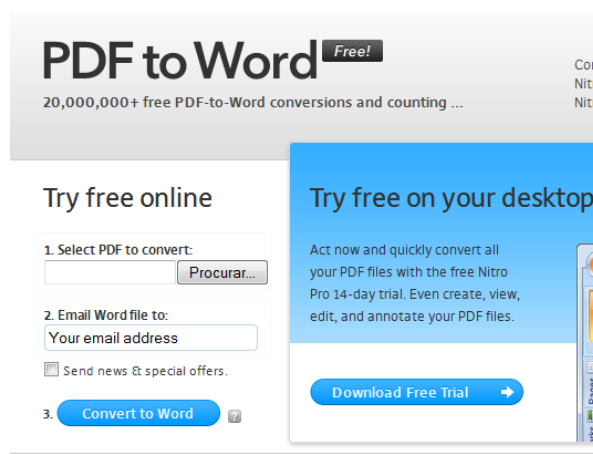 PDF to Word Free!
20,000,000+ free PDF-to-Word conversions and counting ...
Try free online
1. Select PDF to convert:
Procurar...
2. Email Word file to:
Your email address
Send news & special offers.
3. Convert to Word ?
Try free on your desktop
Act now and quickly convert all
your PDF files with the free Nitro
Pro 14-day trial. Even create, view,
edit, and annotate your PDF files.
Download Free Trial